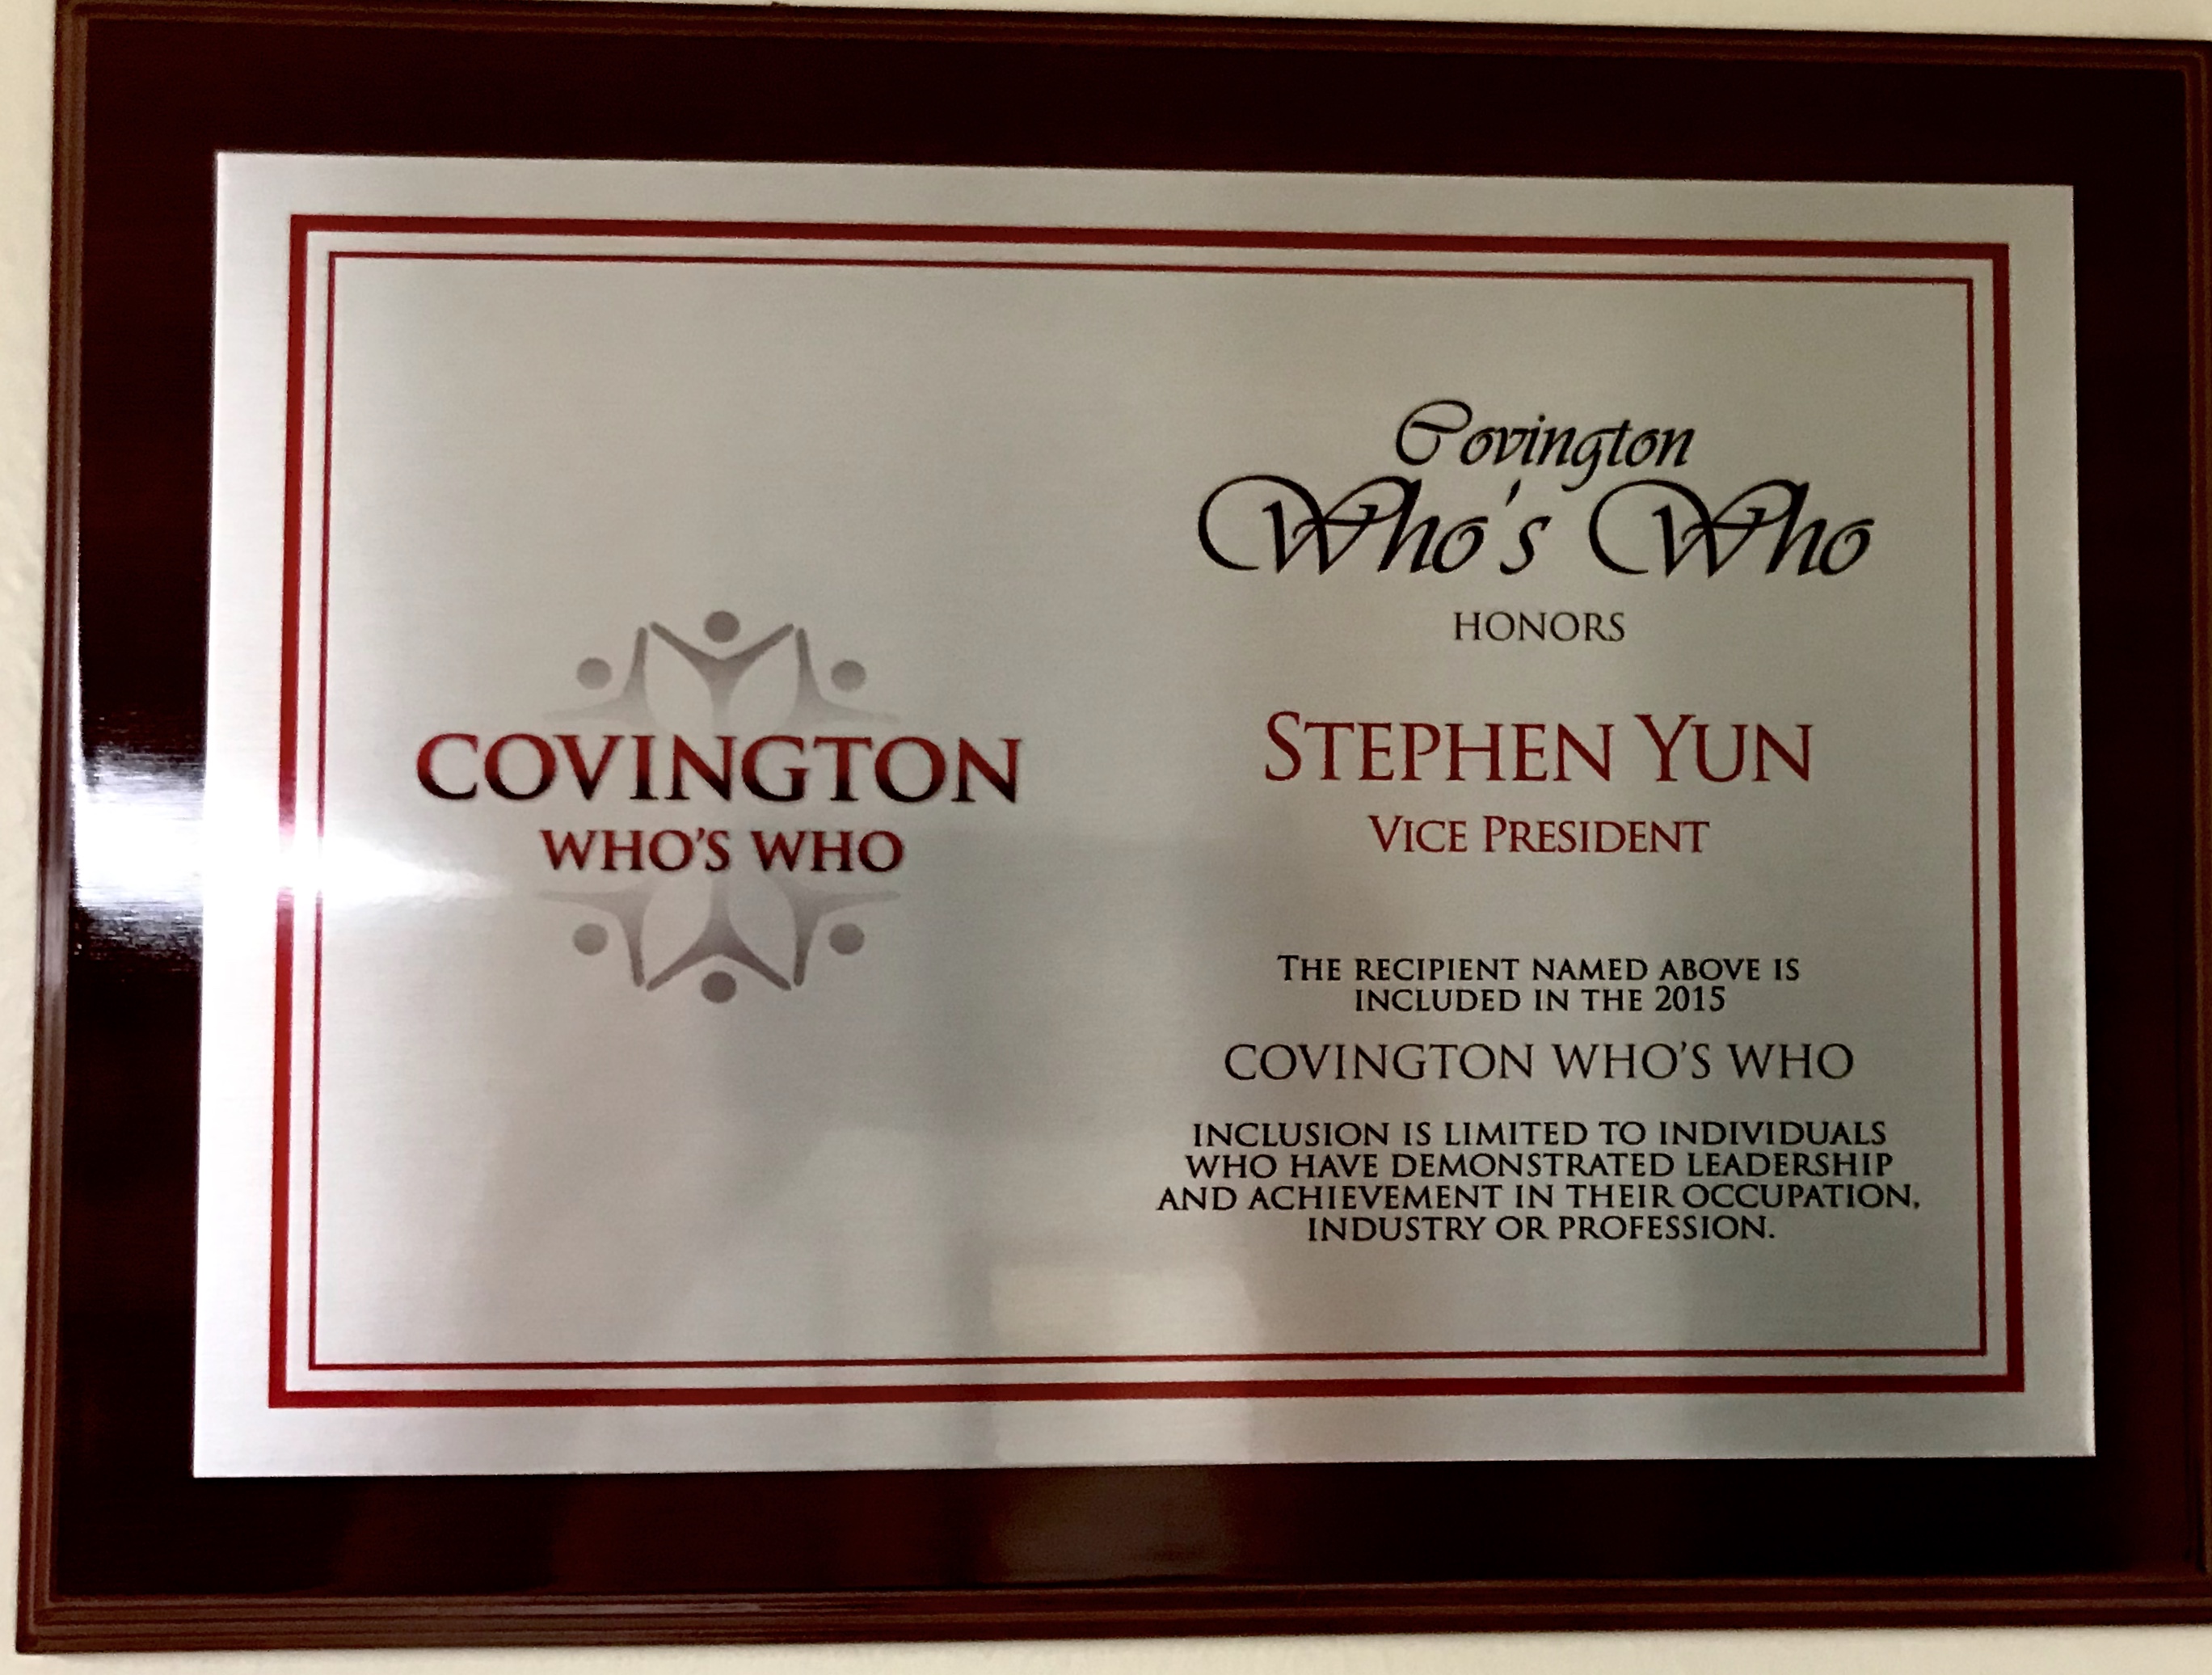 COVINGTON
WHO'S WHO
Covington
Who's Who
HONORS
STEPHEN YUN
VICE PRESIDENT
THE RECIPIENT NAMED ABOVE IS
INCLUDED IN THE 2015
COVINGTON WHO'S WHO
INCLUSION IS LIMITED TO INDIVIDUALS
WHO HAVE DEMONSTRATED LEADERSHIP
AND ACHIEVEMENT IN THEIR OCCUPATION,
INDUSTRY OR PROFESSION.